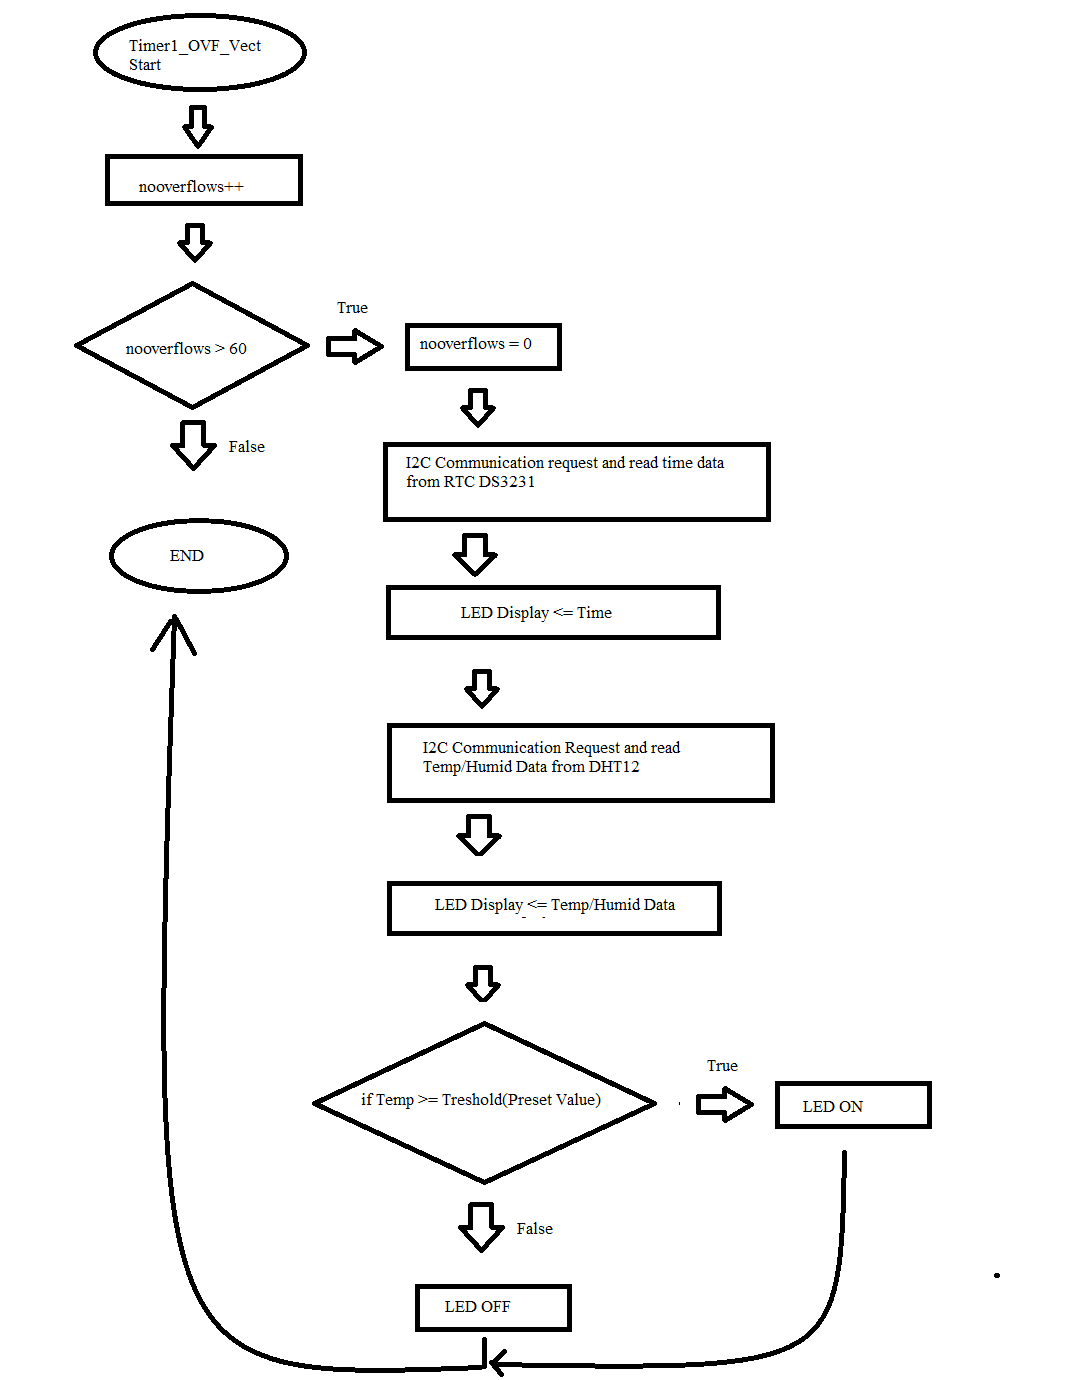 Timer1_OVF_Vect
Start
nooverflows++
nooverflows > 60
True
nooverflows = 0
False
I2C Communication request and read time data
from RTC DS3231
END
LED Display <= Time
I2C Communication Request and read
Temp/Humid Data from DHT12
LED Display <= Temp/Humid Data
if Temp >= Treshold(Preset Value)
True
LED ON
False
LED OFF